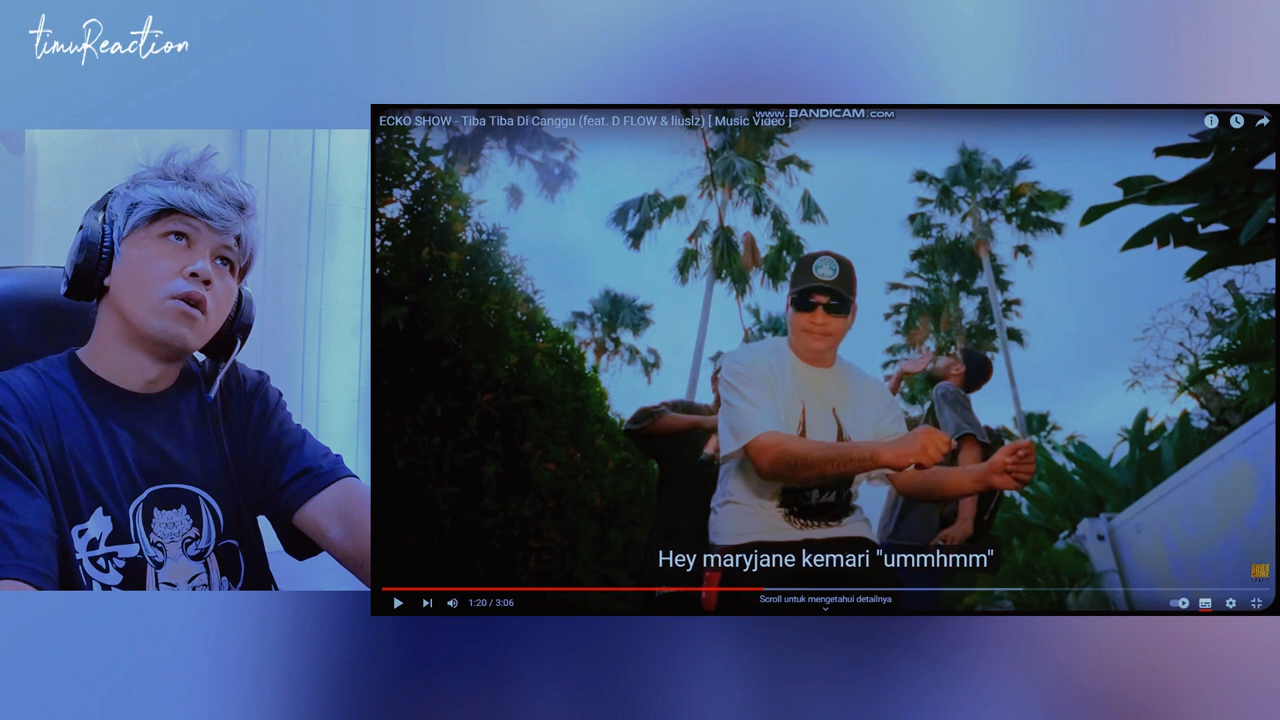 timuReaction
www.BANDICAM.com
ECKO SHOW - Tiba Tiba Di Canggu (feat. D FLOW & liuslz) [ Music Video ]
Hey maryjane kemari "ummhmm"
1:20 / 3:06
Scroll untuk mengetahui detailnya